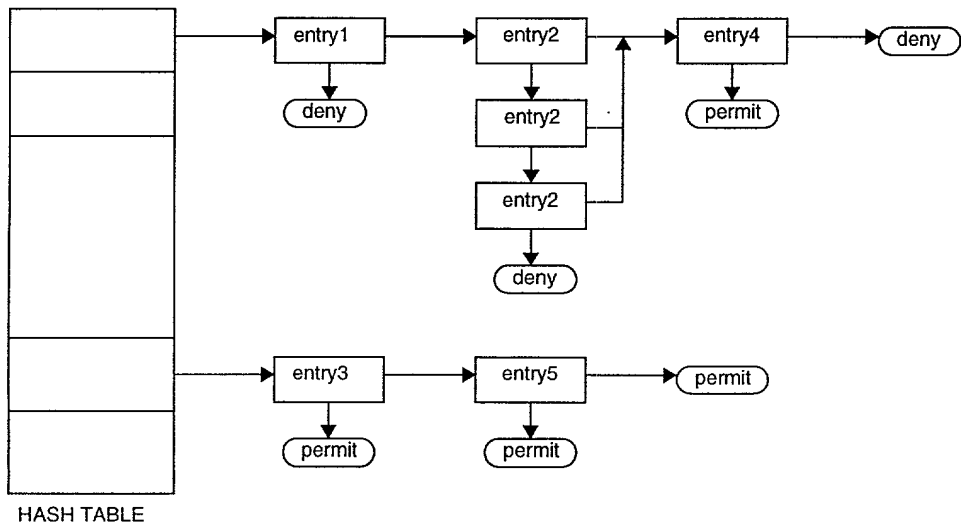 entry1
entry2
entry4
deny
deny
entry2
permit
entry2
deny
entry3
entry5
permit
permit
permit
HASH TABLE